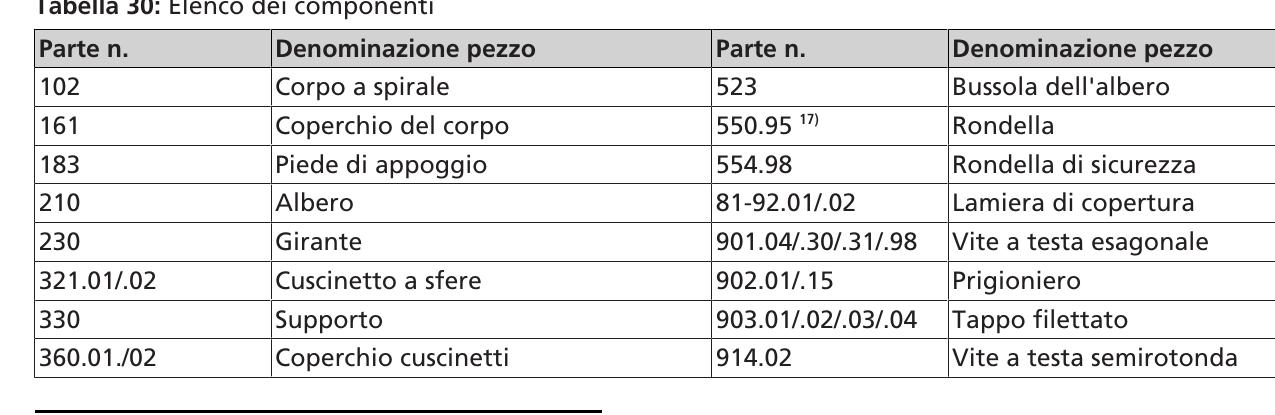 Tabella 30: Elenco dei componenti
Parte n. Denominazione pezzo Parte n. Denominazione pezzo
102 Corpo a spirale 523 Bussola dell'albero
161 Coperchio del corpo 550.95 17) Rondella
183 Piede di appoggio 554.98 Rondella di sicurezza
210 Albero 81-92.01/.02 Lamiera di copertura
230 Girante 901.04/.30/.31/.98 Vite a testa esagonale
321.01/.02 Cuscinetto a sfere 902.01/.15 Prigioniero
330 Supporto 903.01/.02/.03/.04 Tappo filettato
360.01./02 Coperchio cuscinetti 914.02 Vite a testa semirotonda